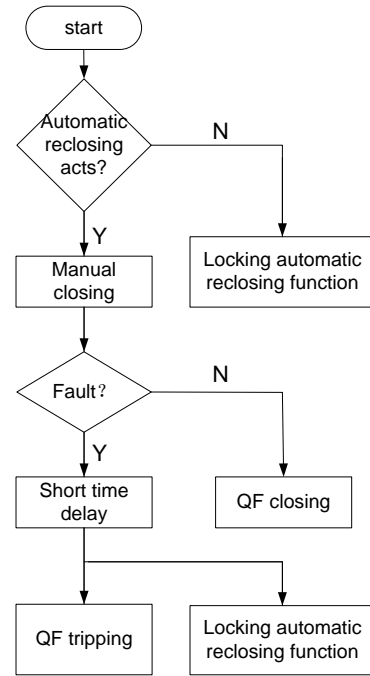 start
Automatic
reclosing
acts?
N
Y
Manual
closing
Locking automatic
reclosing function
Fault?
N
Y
Short time
delay
QF closing
QF tripping
Locking automatic
reclosing function